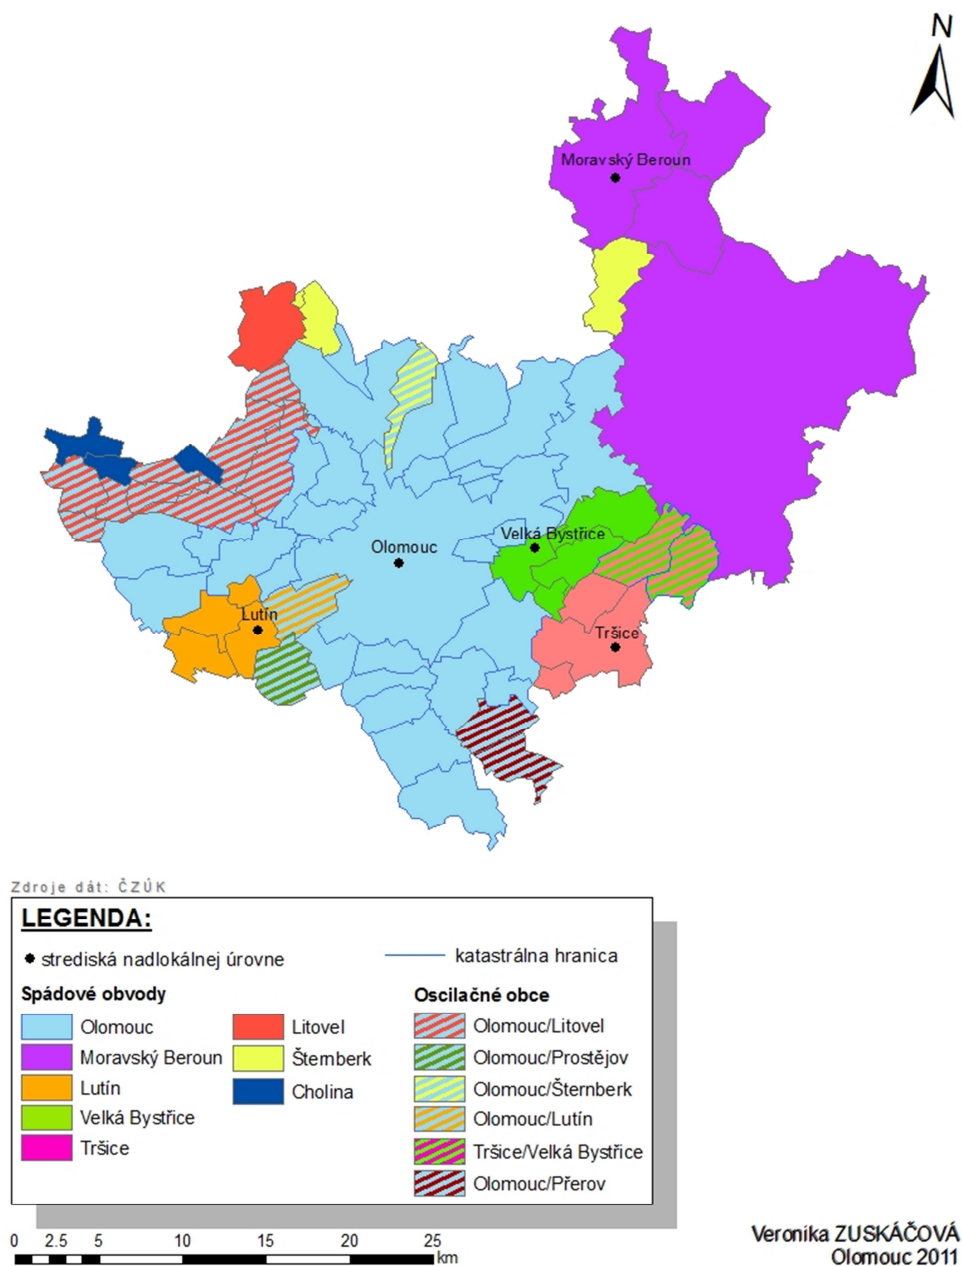 N
Moravský Beroun
Velká Bystřice
Olomouc
Lutín
Tršice
Zdroje dát: ČZÚK
LEGENDA:
strediská nadlokálnej úrovne
katastrálna hranica
Spádové obvody
Olomouc
Moravský Beroun
Lutín
Velká Bystřice
Tršice
Litovel
Šternberk
Cholina
Oscilačné obce
Olomouc/Litovel
Olomouc/Prostějov
Olomouc/Šternberk
Olomouc/Lutín
Tršice/Velká Bystřice
Olomouc/Přerov
0 2.5 5 10 15 20 25
km
Veronika ZUSKÁČOVÁ
Olomouc 2011